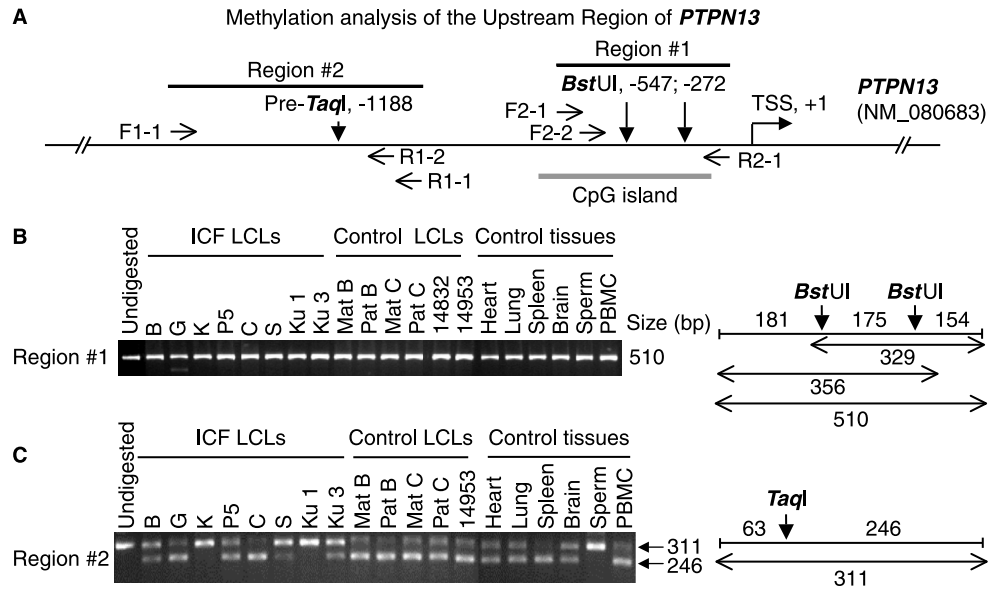 A
Methylation analysis of the Upstream Region of PTPN13
Region #2
Pre-TaqI, -1188
Region #1
BstUI, -547; -272
F1-1
F2-1
F2-2
R1-2
R1-1
R2-1
TSS, +1
PTPN13
(NM_080683)
CpG island
B
ICF LCLs
Control LCLs
Control tissues
Undigested
B
G
K
P5
C
S
Ku 1
Ku 3
Mat B
Pat B
Mat C
Pat C
14832
14953
Heart
Lung
Spleen
Brain
Sperm
PBMC
Size (bp)
Region #1
510
BstUI
BstUI
181
175
154
329
356
510
C
ICF LCLs
Control LCLs
Control tissues
Undigested
B
G
K
P5
C
S
Ku 1
Ku 3
Mat B
Pat B
Mat C
Pat C
14953
Heart
Lung
Spleen
Brain
Sperm
PBMC
Region #2
311
246
TaqI
63
246
311